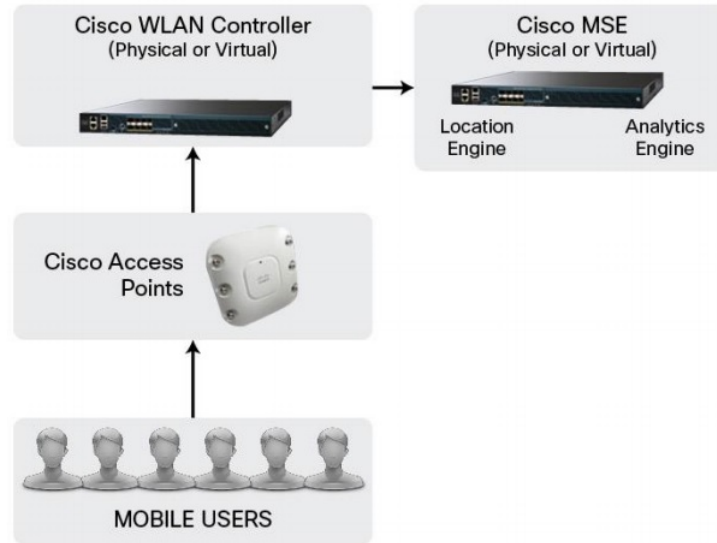 Cisco WLAN Controller
(Physical or Virtual)
Cisco MSE
(Physical or Virtual)
Location
Engine
Analytics
Engine
Cisco Access
Points
MOBILE USERS